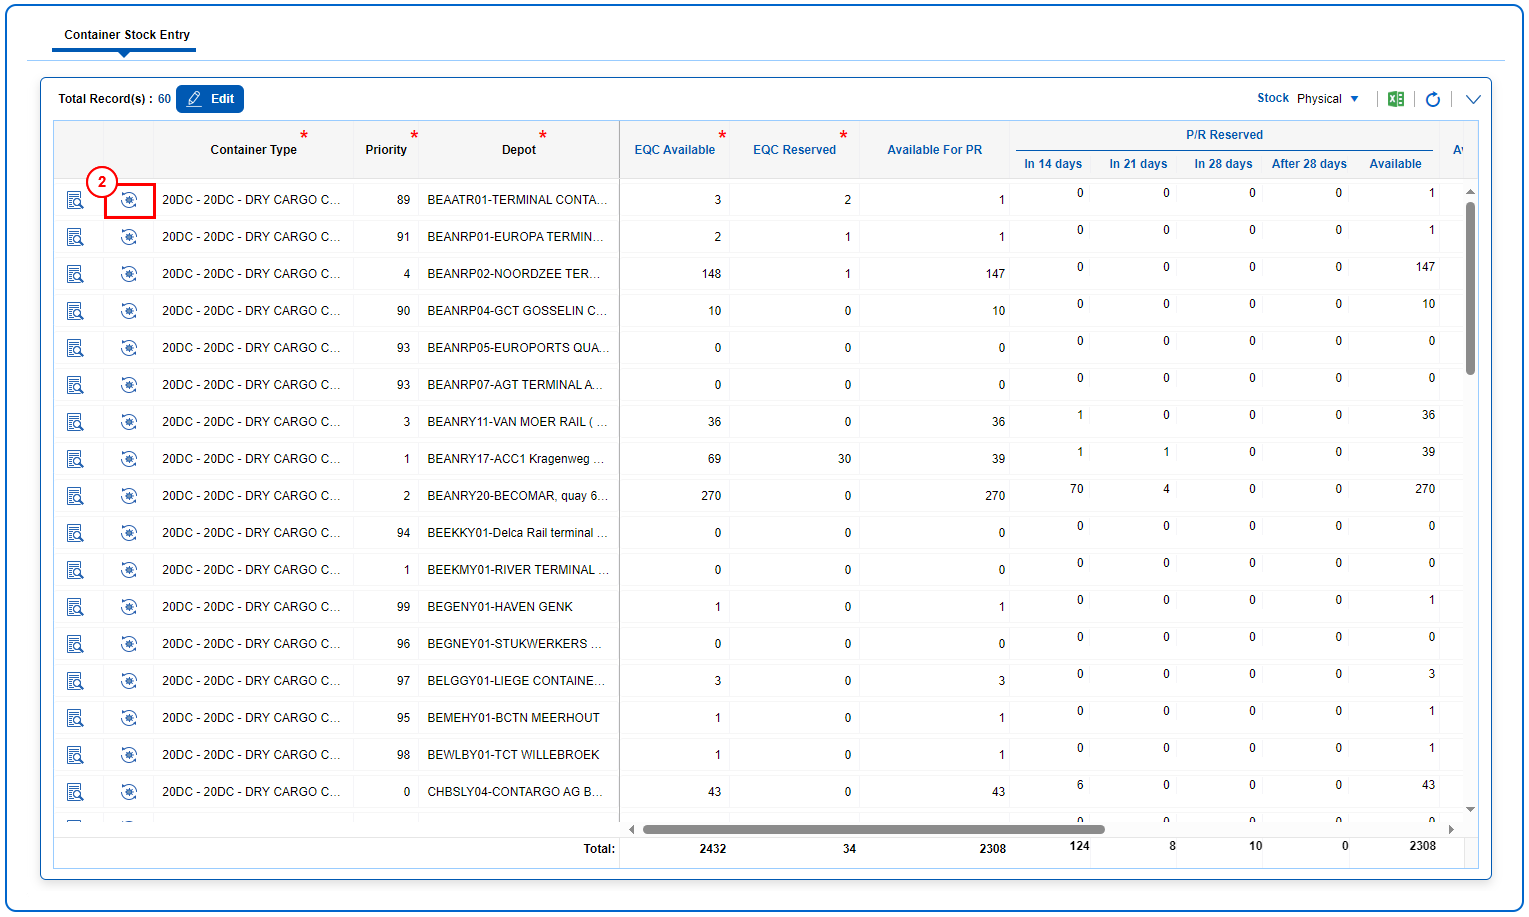 Container Stock Entry
Total Record(s) : 60 Edit Stock Physical
* * * * *
P/R Reserved
Container Type Priority Depot EQC Available EQC Reserved Available For PR
In 14 days In 21 days In 28 days After 28 days Available
2
20DC - 20DC - DRY CARGO C... 89 BEAATR01-TERMINAL CONTA... 3 2 1 0 0 0 0 1
20DC - 20DC - DRY CARGO C... 91 BEANRP01-EUROPA TERMIN... 2 1 1 0 0 0 0 1
20DC - 20DC - DRY CARGO C... 4 BEANRP02-NOORDZEE TER... 148 1 147 0 0 0 0 147
20DC - 20DC - DRY CARGO C... 90 BEANRP04-GCT GOSSELIN C... 10 0 10 0 0 0 0 10
20DC - 20DC - DRY CARGO C... 93 BEANRP05-EUROPORTS QUA... 0 0 0 0 0 0 0 0
20DC - 20DC - DRY CARGO C... 93 BEANRP07-AGT TERMINAL A... 0 0 0 0 0 0 0 0
20DC - 20DC - DRY CARGO C... 3 BEANRY11-VAN MOER RAIL ( ... 36 0 36 1 0 0 0 36
20DC - 20DC - DRY CARGO C... 1 BEANRY17-ACC1 Kragenweg ... 69 30 39 1 1 0 0 39
20DC - 20DC - DRY CARGO C... 2 BEANRY20-BECOMAR, quay 6... 270 0 270 70 4 0 0 270
20DC - 20DC - DRY CARGO C... 94 BEEKKY01-Delca Rail terminal ... 0 0 0 0 0 0 0 0
20DC - 20DC - DRY CARGO C... 1 BEEKMY01-RIVER TERMINAL ... 0 0 0 0 0 0 0 0
20DC - 20DC - DRY CARGO C... 99 BEGENY01-HAVEN GENK 1 0 1 0 0 0 0 1
20DC - 20DC - DRY CARGO C... 96 BEGNEY01-STUKWERKERS ... 0 0 0 0 0 0 0 0
20DC - 20DC - DRY CARGO C... 97 BELGGY01-LIEGE CONTAINE... 3 0 3 0 0 0 0 3
20DC - 20DC - DRY CARGO C... 95 BEMEHY01-BCTN MEERHOUT 1 0 1 0 0 0 0 1
20DC - 20DC - DRY CARGO C... 98 BEWLBY01-TCT WILLEBROEK 1 0 1 0 0 0 0 1
20DC - 20DC - DRY CARGO C... 0 CHBSLY04-CONTARGO AG B... 43 0 43 6 0 0 0 43
Total: 2432 34 2308 124 8 10 0 2308